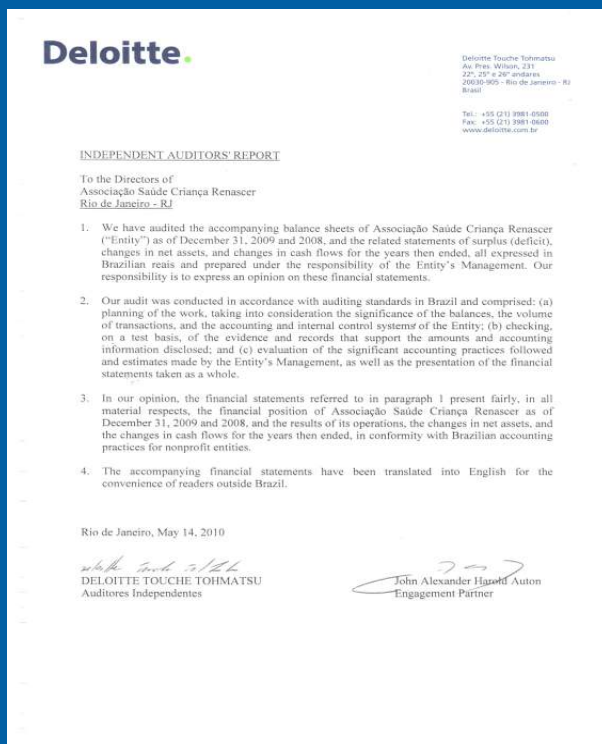 Deloitte.
Deloitte Touche Tohmatsu
Av. Pres. Wilson, 231
22º, 25º e 26º andares
20030-905 - Rio de Janeiro - RJ
Brasil
Tel.: +55 (21) 3981-0500
Fax: +55 (21) 3981-0600
www.deloitte.com.br
INDEPENDENT AUDITORS' REPORT
To the Directors of
Associação Saúde Criança Renascer
Rio de Janeiro - RJ
1. We have audited the accompanying balance sheets of Associação Saúde Criança Renascer
("Entity") as of December 31, 2009 and 2008, and the related statements of surplus (deficit),
changes in net assets, and changes in cash flows for the years then ended, all expressed in
Brazilian reais and prepared under the responsibility of the Entity's Management. Our
responsibility is to express an opinion on these financial statements.
2. Our audit was conducted in accordance with auditing standards in Brazil and comprised: (a)
planning of the work, taking into consideration the significance of the balances, the volume
of transactions, and the accounting and internal control systems of the Entity; (b) checking,
on a test basis, of the evidence and records that support the amounts and accounting
information disclosed; and (c) evaluation of the significant accounting practices followed
and estimates made by the Entity's Management, as well as the presentation of the financial
statements taken as a whole.
3. In our opinion, the financial statements referred to in paragraph 1 present fairly, in all
material respects, the financial position of Associação Saúde Criança Renascer as of
December 31, 2009 and 2008, and the results of its operations, the changes in net assets, and
the changes in cash flows for the years then ended, in conformity with Brazilian accounting
practices for nonprofit entities.
4. The accompanying financial statements have been translated into English for the
convenience of readers outside Brazil.
Rio de Janeiro, May 14, 2010
DELOITTE TOUCHE TOHMATSU
Auditores Independentes
John Alexander Harold Auton
Engagement Partner